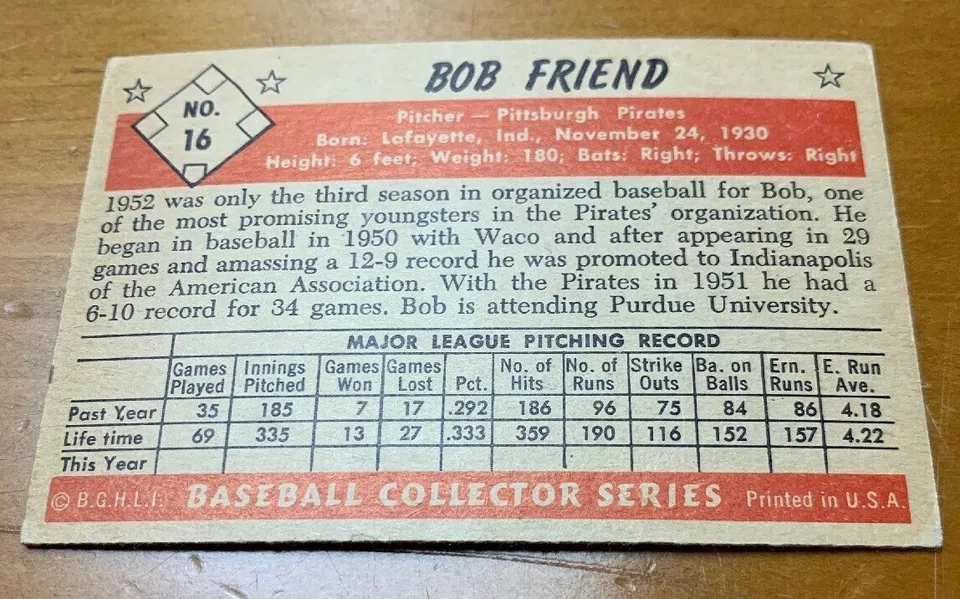 BOB FRIEND
NO.
16
Pitcher — Pittsburgh Pirates
Born: Lafayette, Ind., November 24, 1930
Height: 6 feet; Weight: 180; Bats: Right; Throws: Right
1952 was only the third season in organized baseball for Bob, one
of the most promising youngsters in the Pirates' organization. He
began in baseball in 1950 with Waco and after appearing in 29
games and amassing a 12-9 record he was promoted to Indianapolis
of the American Association. With the Pirates in 1951 he had a
6-10 record for 34 games. Bob is attending Purdue University.
MAJOR LEAGUE PITCHING RECORD
Games Innings Games Games No. of No. of Strike Ba. on Ern. E. Run
Played Pitched Won Lost Pct. Hits Runs Outs Balls Runs Ave.
Past Year 35 185 7 17 .292 186 96 75 84 86 4.18
Life time 69 335 13 27 .333 359 190 116 152 157 4.22
This Year
© B.G.H.L.I. BASEBALL COLLECTOR SERIES Printed in U.S.A.